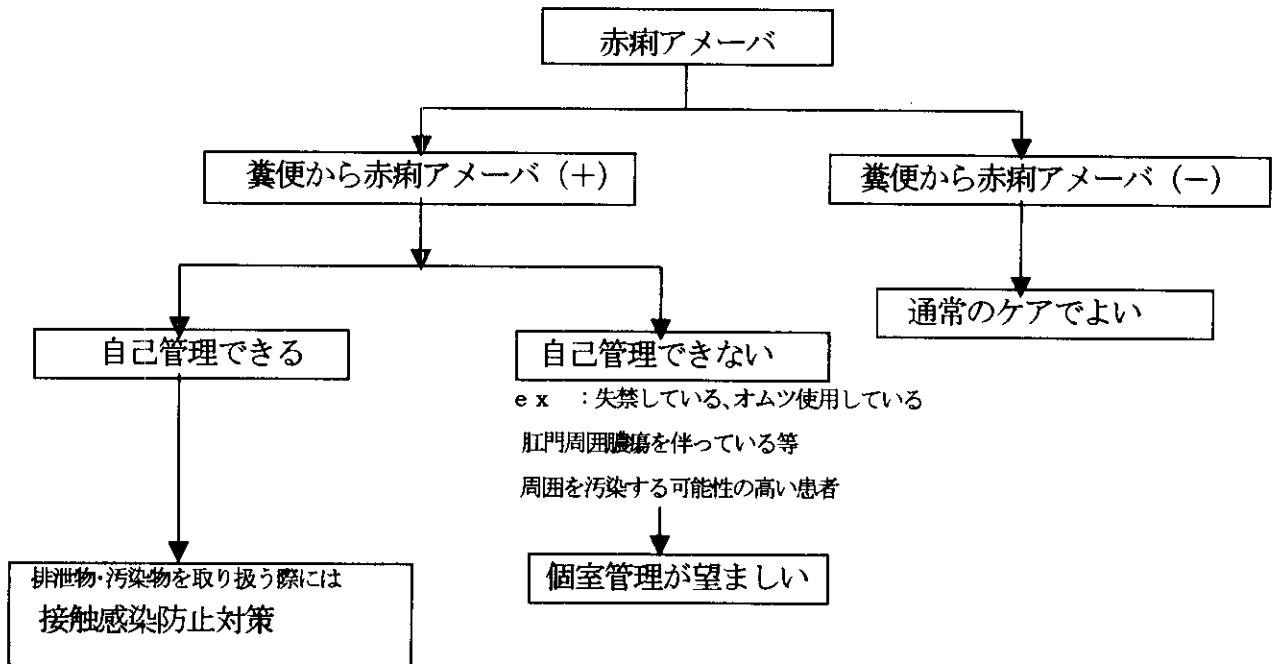 赤痢アメーバ
糞便から赤痢アメーバ（＋）
糞便から赤痢アメーバ（－）
通常のケアでよい
自己管理できる
自己管理できない
ｅｘ ：失禁している、オムツ使用している
肛門周囲膿瘍を伴っている等
周囲を汚染する可能性の高い患者
排泄物・汚染物を取り扱う際には
接触感染防止対策
個室管理が望ましい